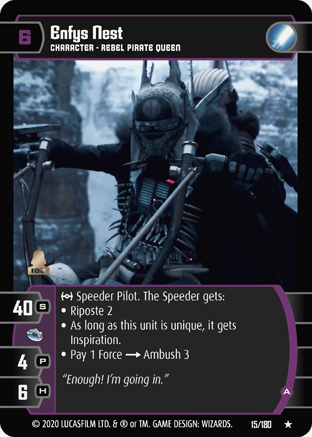 6
Enfys Nest
CHARACTER • REBEL PIRATE QUEEN
40 S
4 P
6 H
Speeder Pilot. The Speeder gets:
• Riposte 2
• As long as this unit is unique, it gets
Inspiration.
• Pay 1 Force → Ambush 3
“Enough! I’m going in.”
A
© 2020 LUCASFILM LTD. & ® or TM. GAME DESIGN: WIZARDS. 15/180 ★